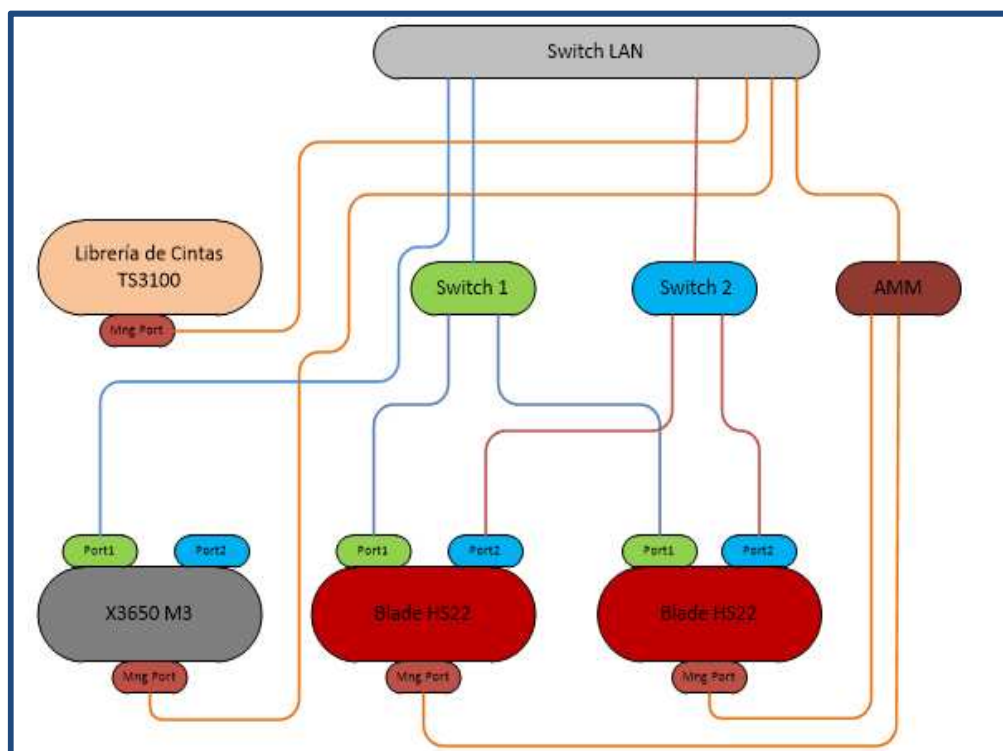 Switch LAN
Librería de Cintas
TS3100
Mng Port
Switch 1
Switch 2
AMM
Port1
Port2
X3650 M3
Mng Port
Port1
Port2
Blade HS22
Mng Port
Port1
Port2
Blade HS22
Mng Port